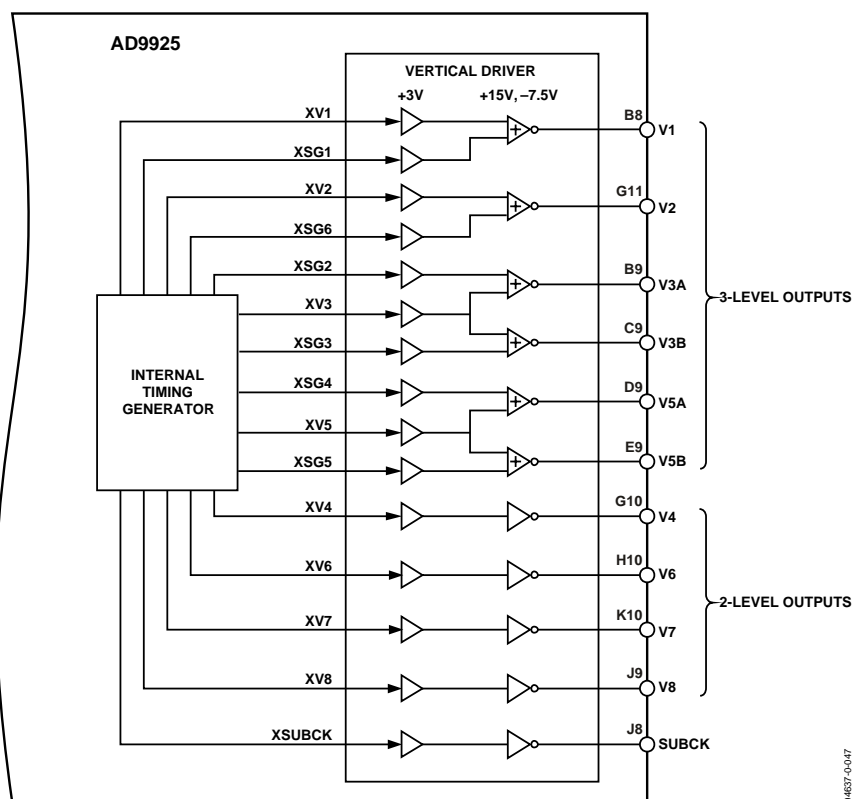 AD9925
VERTICAL DRIVER
+3V +15V, –7.5V
XV1 B8 V1
XSG1
XV2 G11 V2
XSG6
XSG2 B9 V3A
XV3
XSG3 C9 V3B
3-LEVEL OUTPUTS
INTERNAL
TIMING
GENERATOR
XSG4 D9 V5A
XV5
XSG5 E9 V5B
XV4 G10 V4
XV6 H10 V6
2-LEVEL OUTPUTS
XV7 K10 V7
XV8 J9 V8
XSUBCK J8 SUBCK
04637-0-047